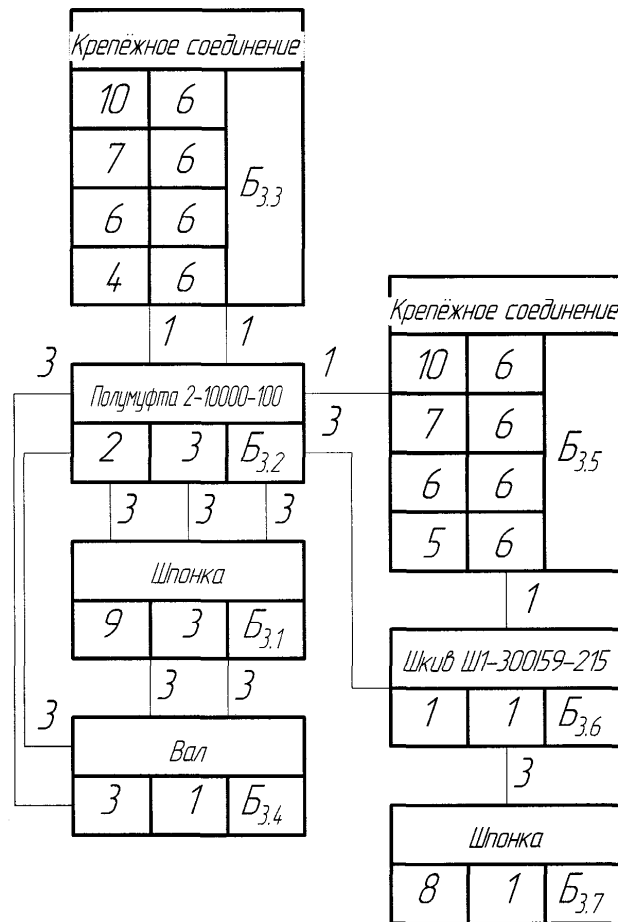 Крепёжное соединение
10 6
7 6
Б3.3
6 6
4 6
1 1
3
Полумуфта 2-10000-100
1
2 3 Б3.2
3
3 3 3
Шпонка
9 3 Б3.1
3 3
3
Вал
3 1 Б3.4
Крепёжное соединение
10 6
7 6
Б3.5
6 6
5 6
1
Шкив Ш1-300159-215
1 1 Б3.6
3
Шпонка
8 1 Б3.7